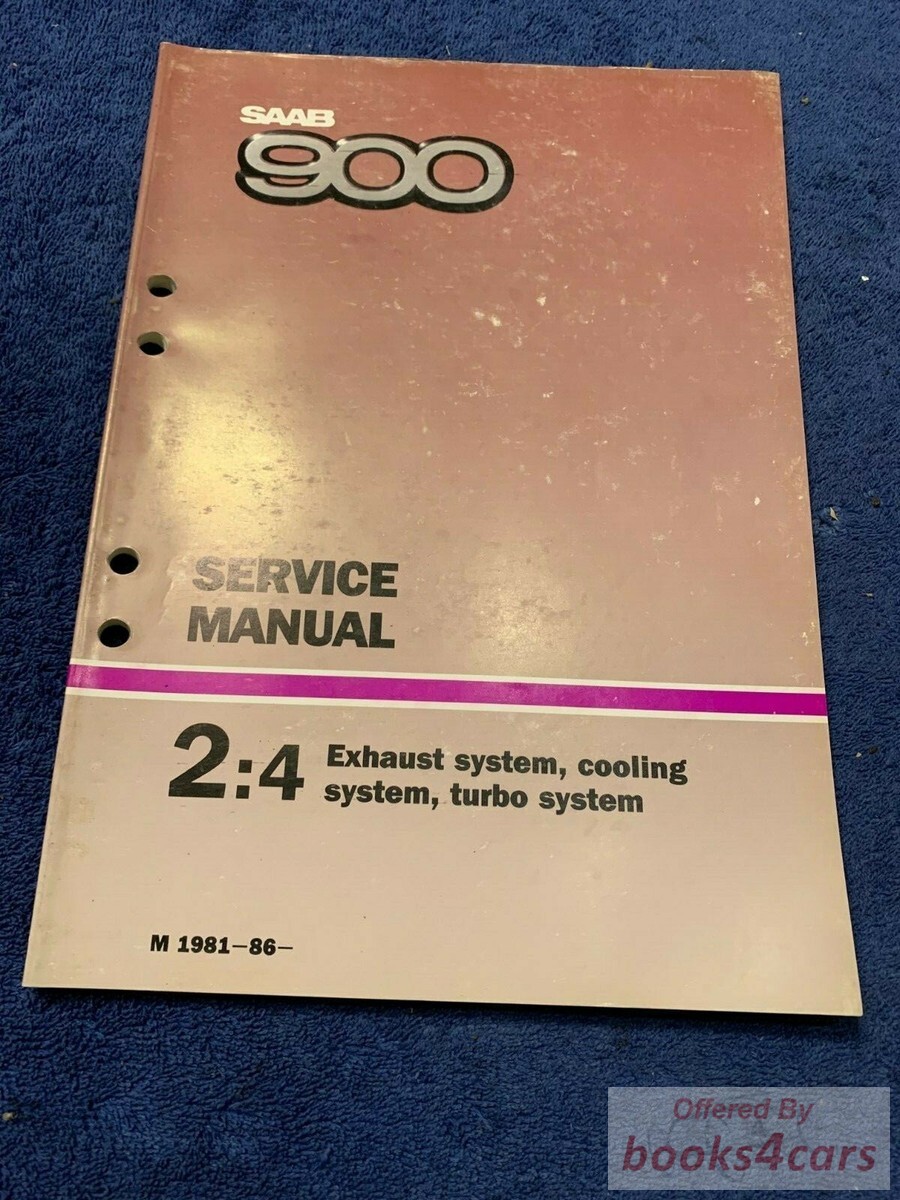 SAAB
900
SERVICE
MANUAL
2:4 Exhaust system, cooling
system, turbo system
M 1981–86–
Offered By
books4cars